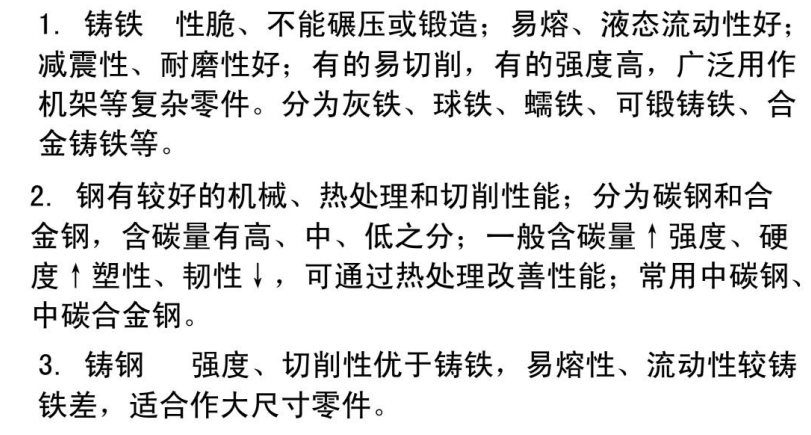 1. 铸铁　性脆、不能碾压或锻造；易熔、液态流动性好；
减震性、耐磨性好；有的易切削，有的强度高，广泛用作
机架等复杂零件。分为灰铁、球铁、蠕铁、可锻铸铁、合
金铸铁等。
2. 钢有较好的机械、热处理和切削性能；分为碳钢和合
金钢，含碳量有高、中、低之分；一般含碳量↑强度、硬
度↑塑性、韧性↓，可通过热处理改善性能；常用中碳钢、
中碳合金钢。
3. 铸钢　强度、切削性优于铸铁，易熔性、流动性较铸
铁差，适合作大尺寸零件。